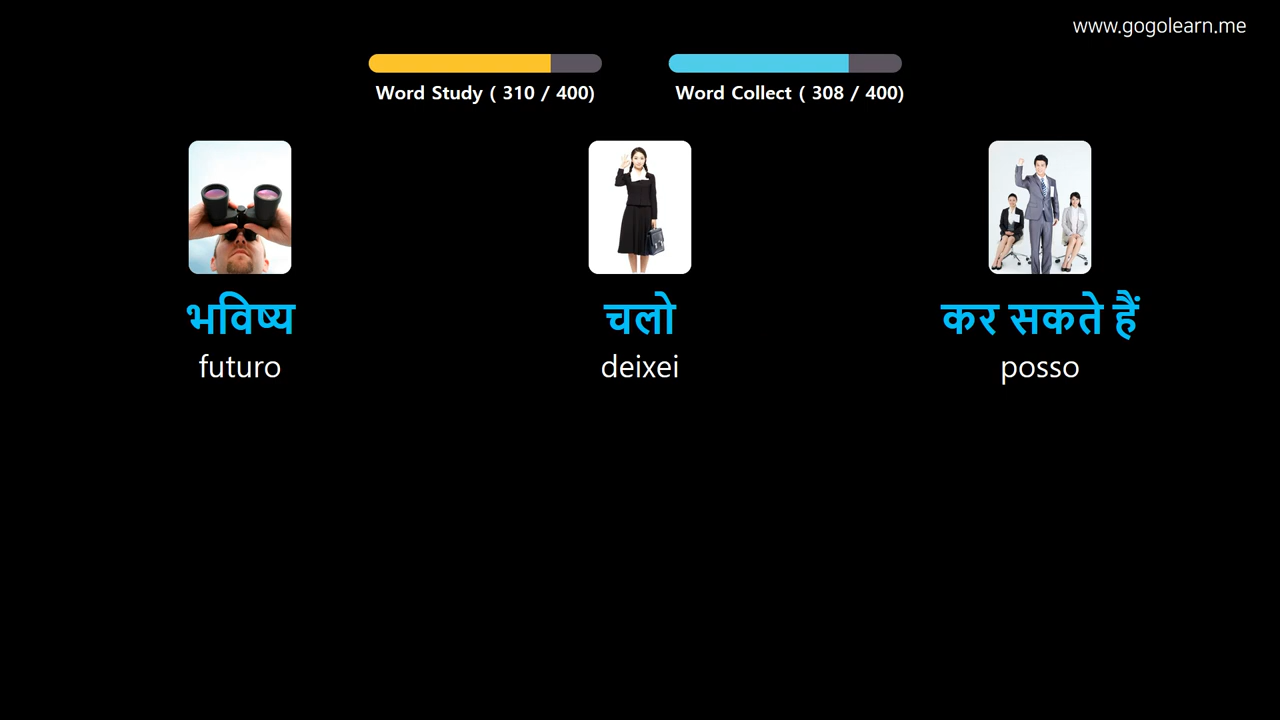 www.gogolearn.me
Word Study ( 310 / 400)
Word Collect ( 308 / 400)
भविष्य
futuro
चलो
deixei
कर सकते हैं
posso